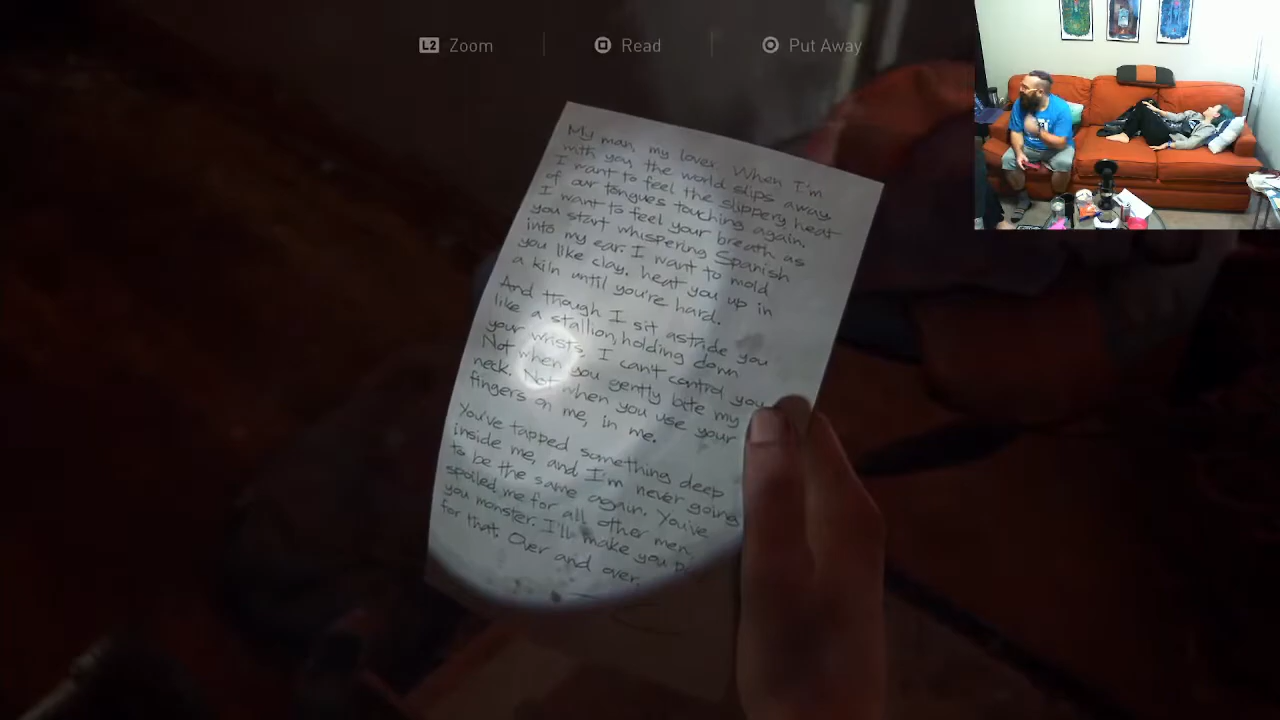 L2 Zoom
Read
Put Away
My man, my lover. When I'm
with you, the world slips away.
I want to feel the slippery heat
of our tongues touching again.
I want to feel your breath as
you start whispering Spanish
into my ear. I want to mold
you like clay. heat you up in
a kiln until you're hard.
And though I sit astride you
like a stallion, holding down
your wrists, I can't control you.
Not when you gently bite my
neck. Not when you use your
fingers on me, in me.
You've tapped something deep
inside me, and I'm never going
to be the same again. You've
spoiled me for all other men,
you monster. I'll make you
for that. Over and over.